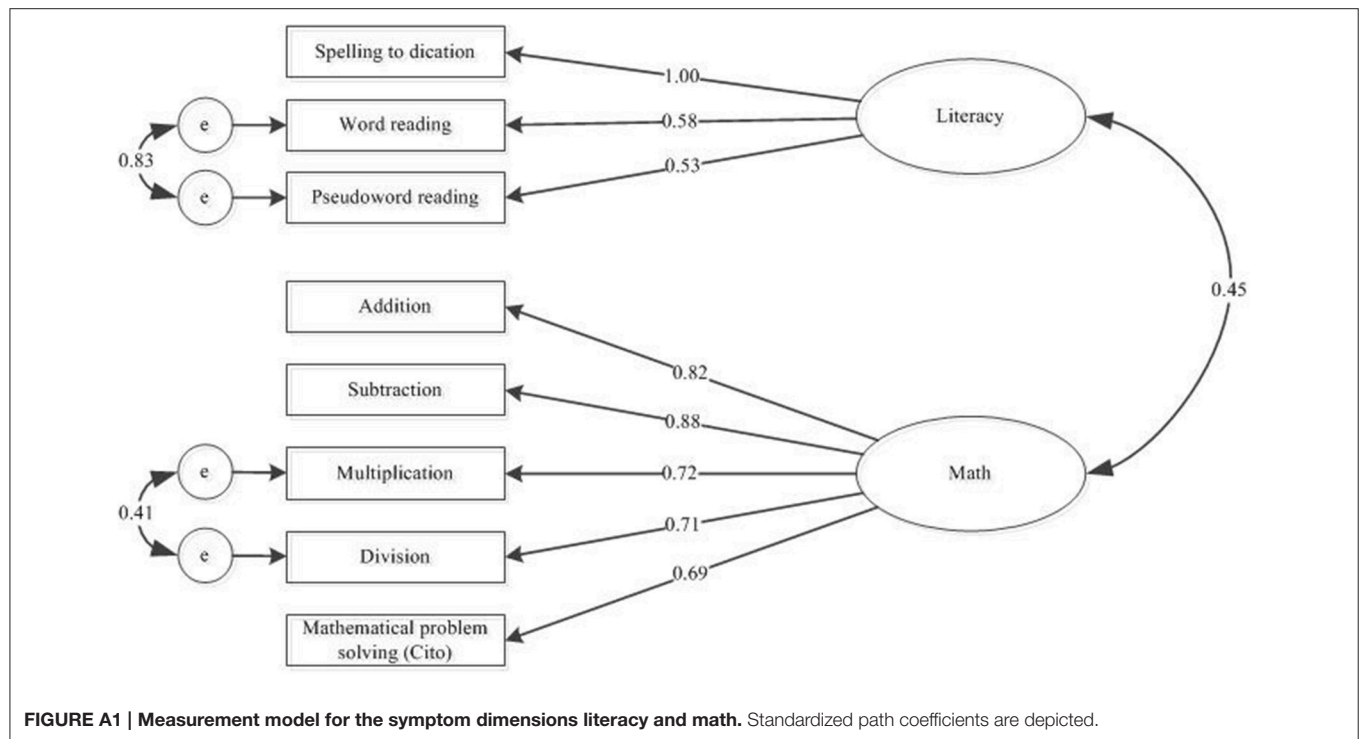 Spelling to dication
1.00
e
Word reading
0.58
Literacy
0.83
0.53
e
Pseudoword reading
Addition
0.45
0.82
Subtraction
0.88
e
Multiplication
0.72
Math
0.41
0.71
e
Division
0.69
Mathematical problem
solving (Cito)
FIGURE A1 | Measurement model for the symptom dimensions literacy and math. Standardized path coefficients are depicted.